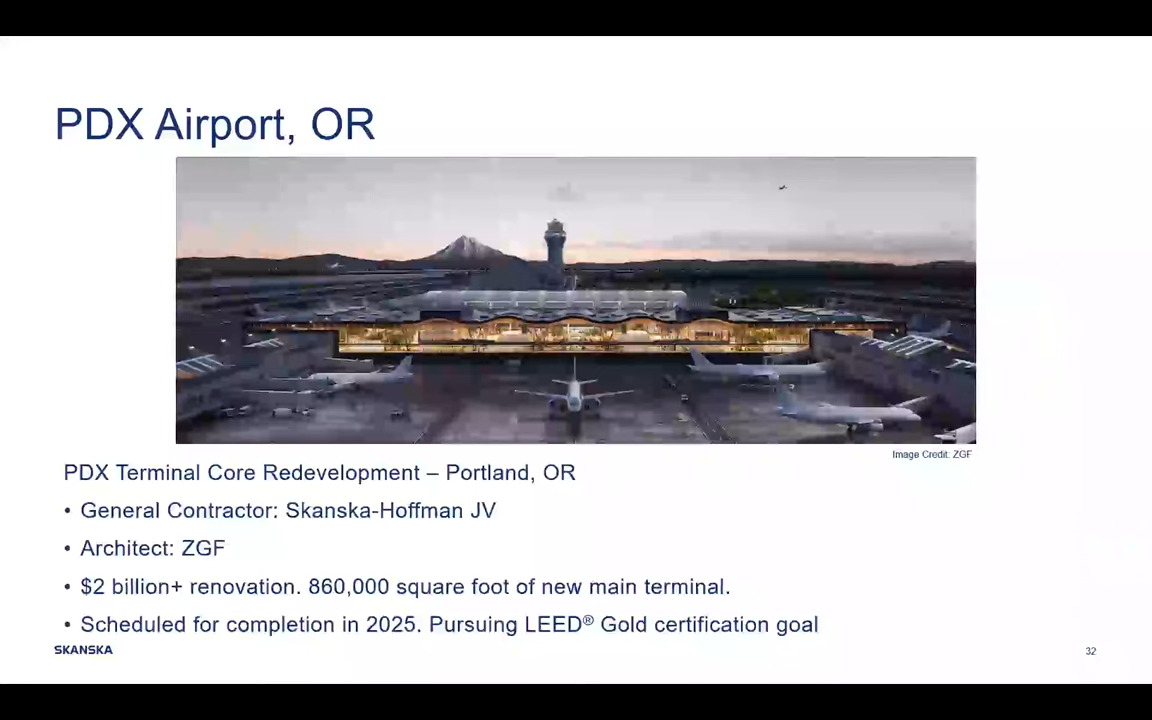 PDX Airport, OR
Image Credit: ZGF
PDX Terminal Core Redevelopment – Portland, OR
• General Contractor: Skanska-Hoffman JV
• Architect: ZGF
• $2 billion+ renovation. 860,000 square foot of new main terminal.
• Scheduled for completion in 2025. Pursuing LEED® Gold certification goal
SKANSKA
32